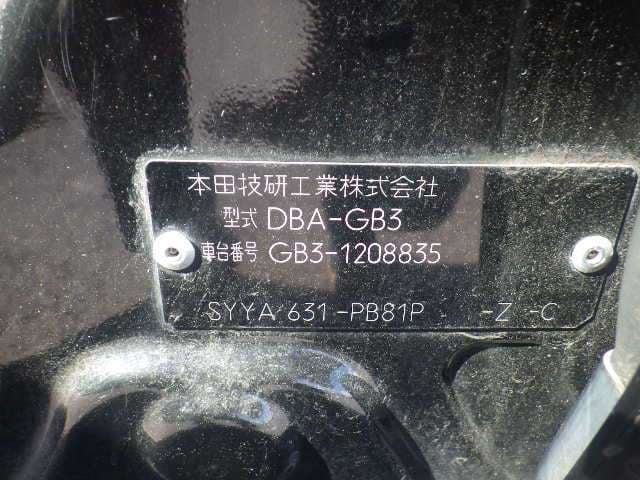 本田技研工業株式会社
型式 DBA-GB3
車台番号 GB3-1208835
SYYA 631 -PB81P -Z -C